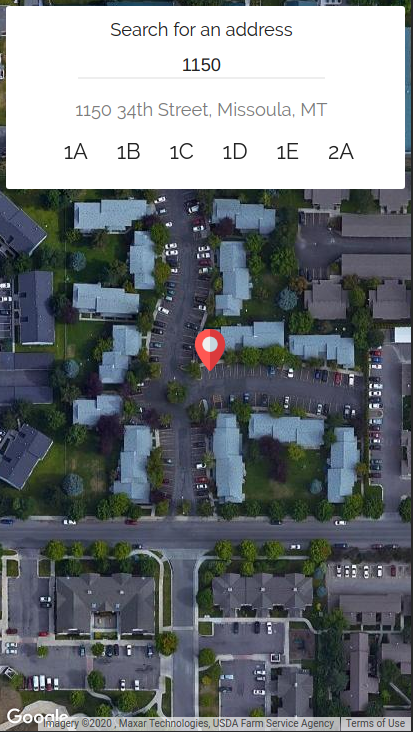 Search for an address
1150
1150 34th Street, Missoula, MT
1A 1B 1C 1D 1E 2A
Google
Imagery ©2020 , Maxar Technologies, USDA Farm Service Agency Terms of Use